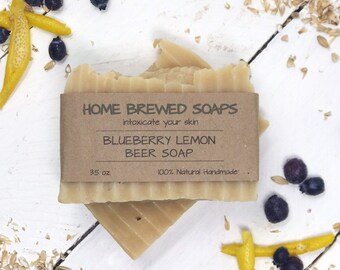 HOME BREWED SOAPS
intoxicate your skin
BLUEBERRY LEMON
BEER SOAP
3.5 oz 100% Natural Handmade